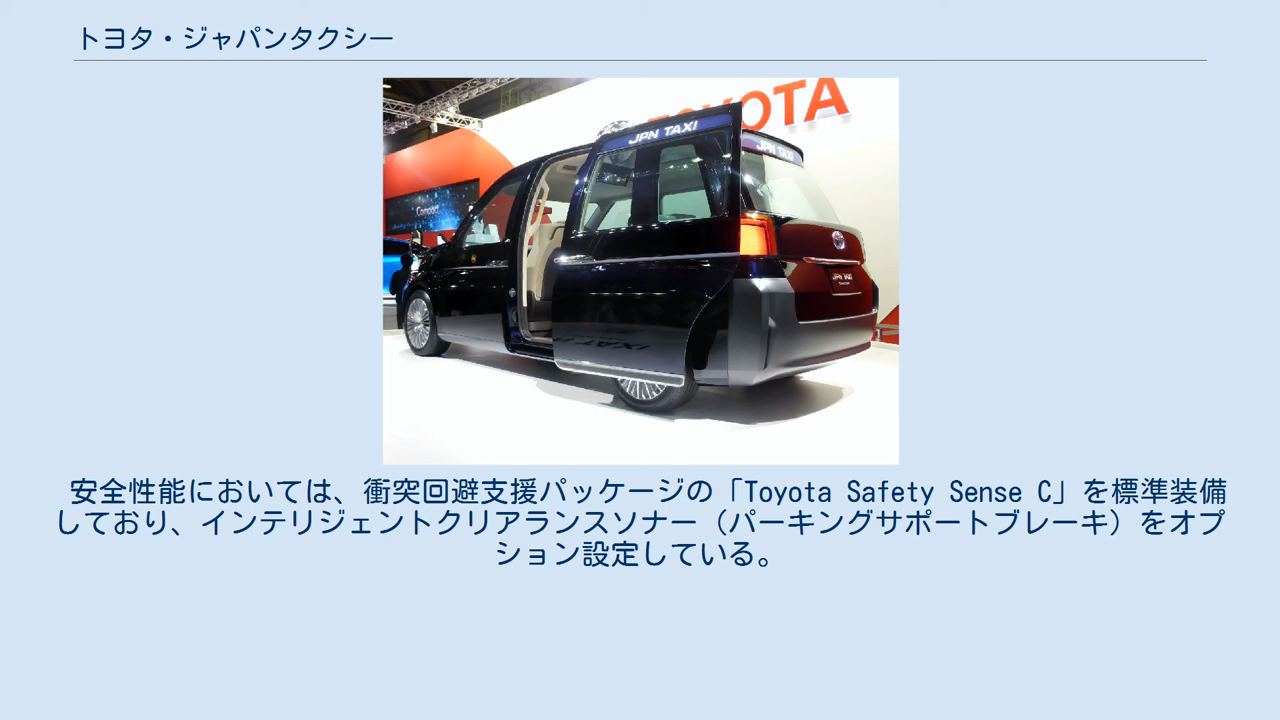 トヨタ・ジャパンタクシー
TOYOTA
JPN TAXI
JPN TAXI
Compact
JPN TAXI
安全性能においては、衝突回避支援パッケージの「Toyota Safety Sense C」を標準装備
しており、インテリジェントクリアランスソナー（パーキングサポートブレーキ）をオプ
ション設定している。